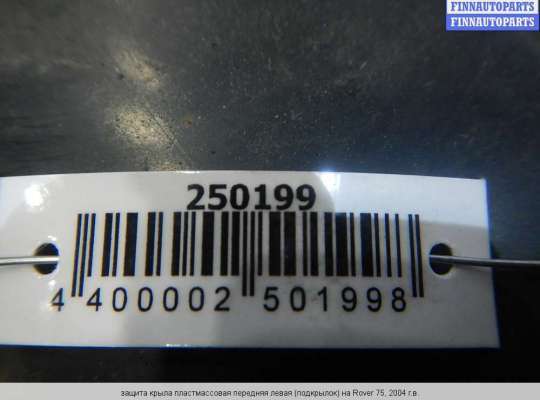 FINNAUTOPARTS
FINNAUTOPARTS
250199
4 400002 501998
защита крыла пластмассовая передняя левая (подкрылок) на Rover 75, 2004 г.в.